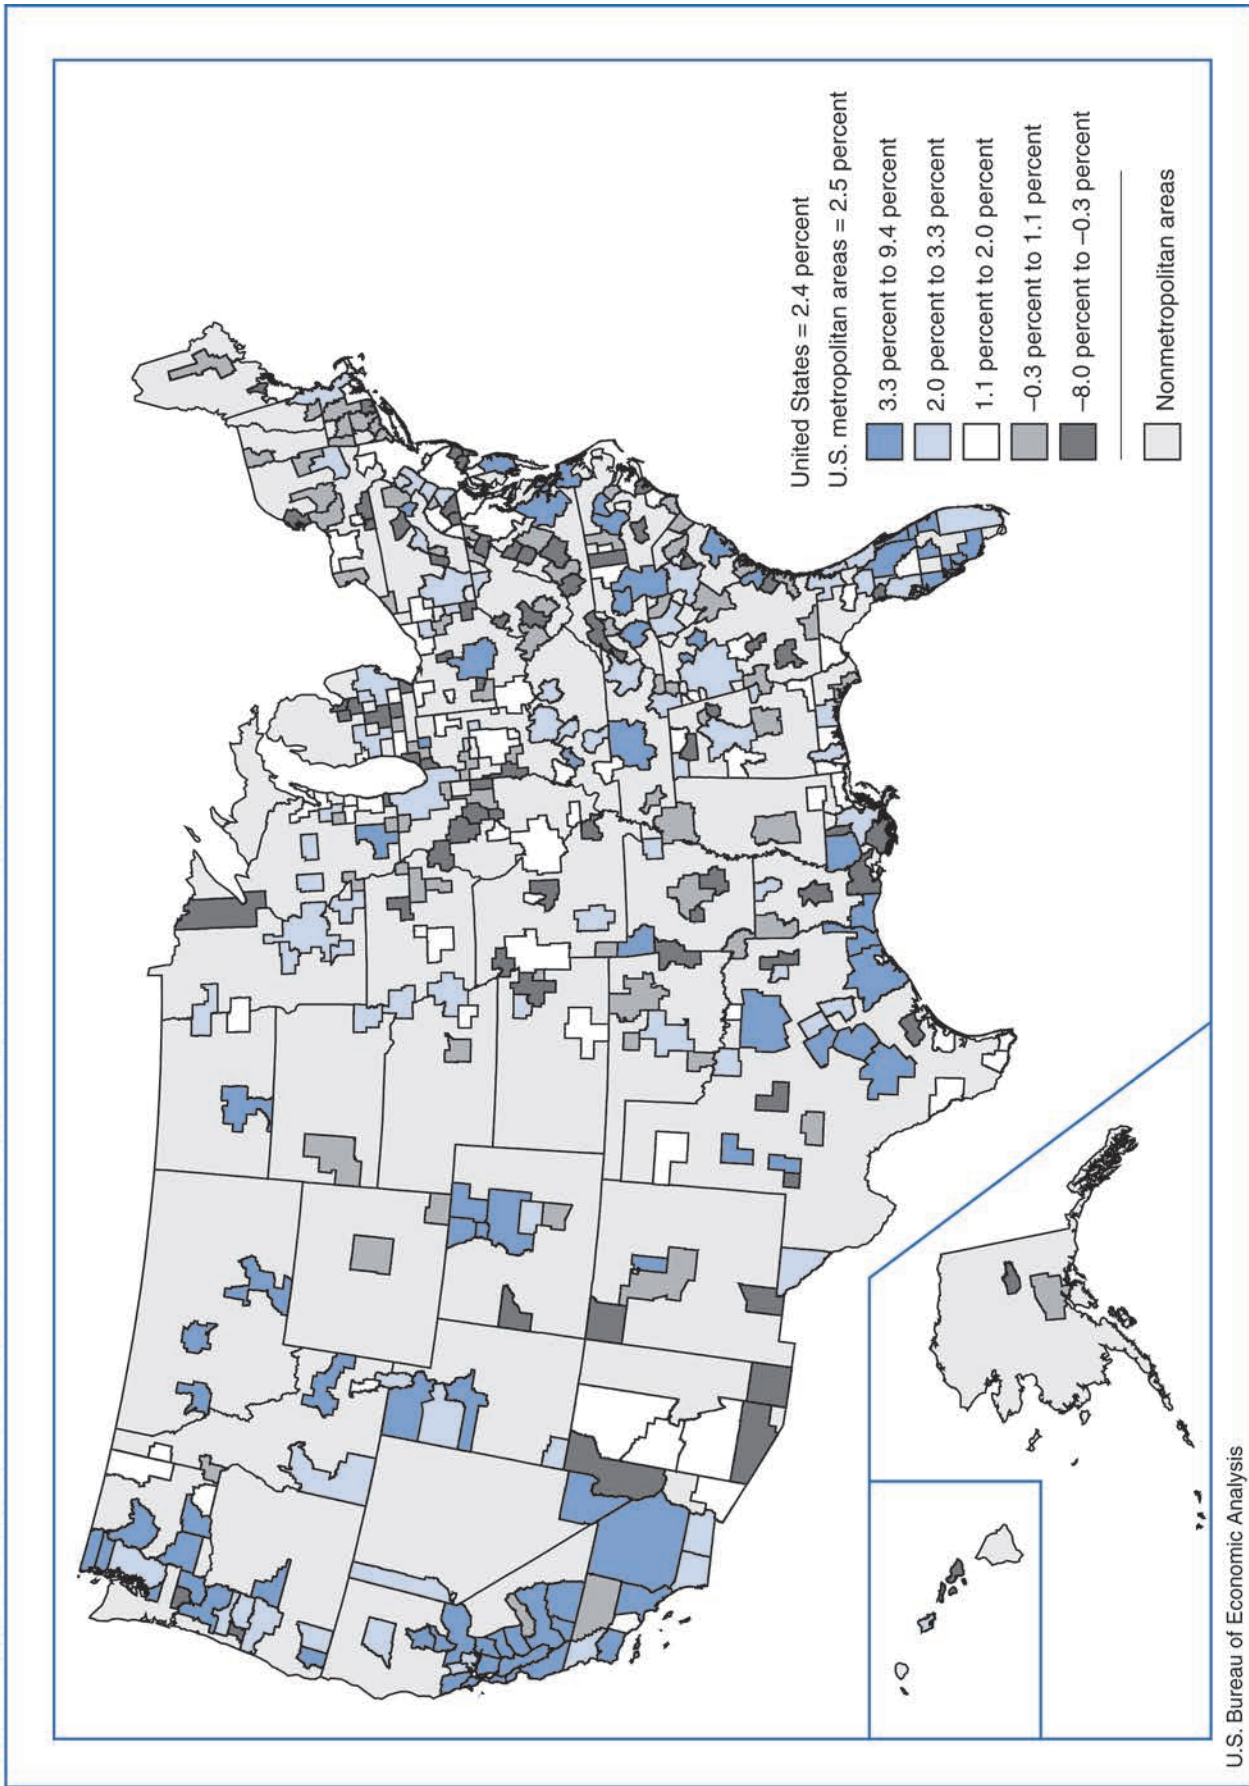 United States = 2.4 percent
U.S. metropolitan areas = 2.5 percent
3.3 percent to 9.4 percent
2.0 percent to 3.3 percent
1.1 percent to 2.0 percent
–0.3 percent to 1.1 percent
–8.0 percent to –0.3 percent
Nonmetropolitan areas
U.S. Bureau of Economic Analysis